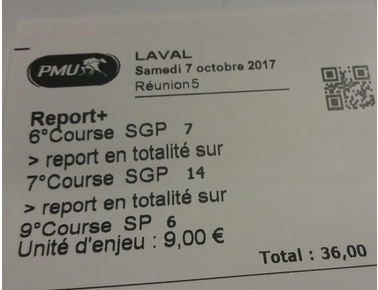 PMU
LAVAL
Samedi 7 octobre 2017
Réunion5
Report+
6°Course SGP 7
> report en totalité sur
7°Course SGP 14
> report en totalité sur
9°Course SP 6
Unité d'enjeu : 9,00 €
Total : 36,00